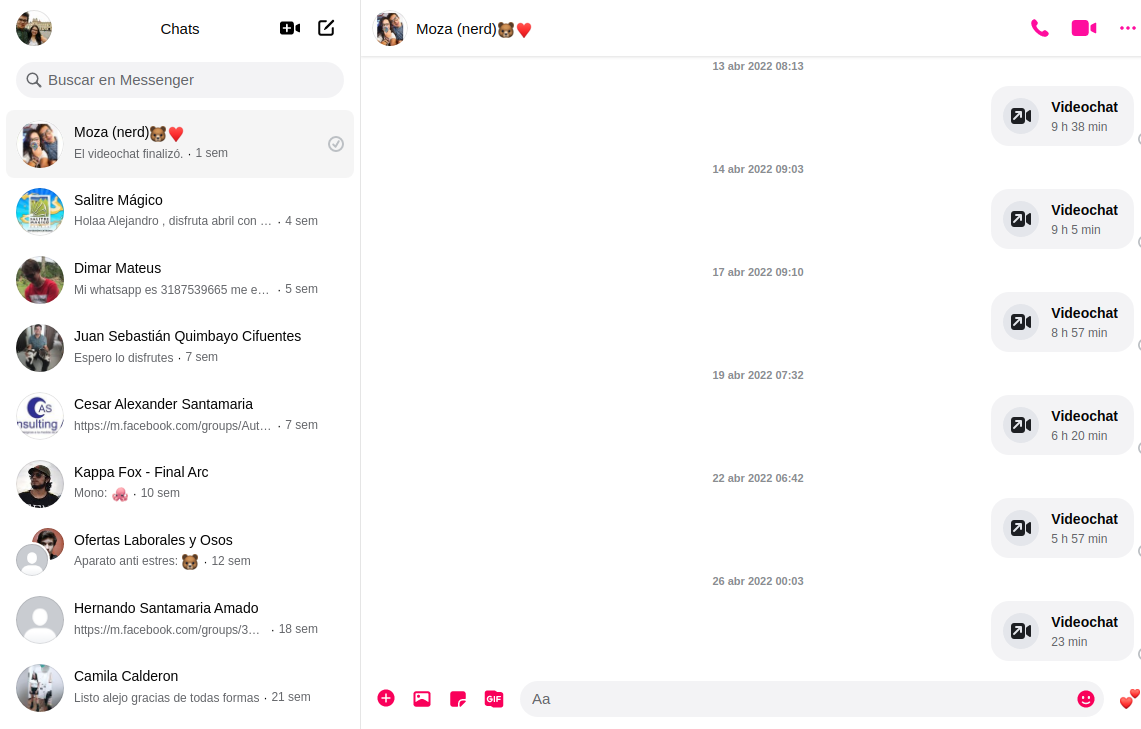 Chats
Buscar en Messenger
Moza (nerd)🐻❤️
El videochat finalizó. · 1 sem
Salitre Mágico
Holaa Alejandro , disfruta abril con … · 4 sem
Dimar Mateus
Mi whatsapp es 3187539665 me e… · 5 sem
Juan Sebastián Quimbayo Cifuentes
Espero lo disfrutes · 7 sem
Cesar Alexander Santamaria
https://m.facebook.com/groups/Aut… · 7 sem
Kappa Fox - Final Arc
Mono: 🐙 · 10 sem
Ofertas Laborales y Osos
Aparato anti estres: 🐻 · 12 sem
Hernando Santamaria Amado
https://m.facebook.com/groups/3… · 18 sem
Camila Calderon
Listo alejo gracias de todas formas · 21 sem
Moza (nerd)🐻❤️
13 abr 2022 08:13
Videochat
9 h 38 min
14 abr 2022 09:03
Videochat
9 h 5 min
17 abr 2022 09:10
Videochat
8 h 57 min
19 abr 2022 07:32
Videochat
6 h 20 min
22 abr 2022 06:42
Videochat
5 h 57 min
26 abr 2022 00:03
Videochat
23 min
GIF
Aa